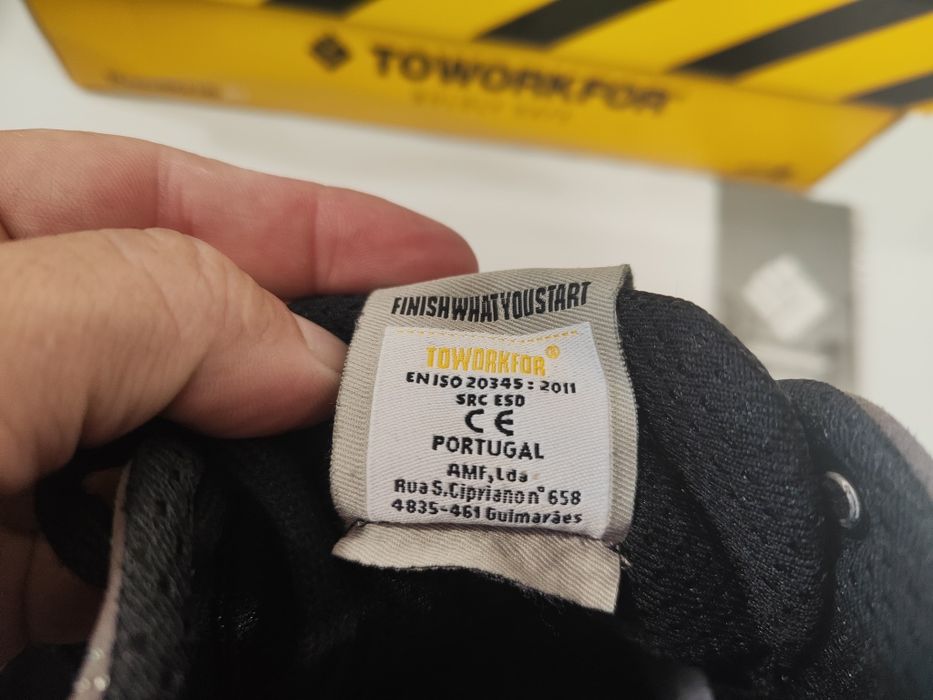 TOWORKFOR
FINISHWHATYOUSTART
TOWORKFOR®
EN ISO 20345 : 2011
SRC ESD
CE
PORTUGAL
AMF, Lda
Rua S. Cipriano nº 658
4835-461 Guimarães